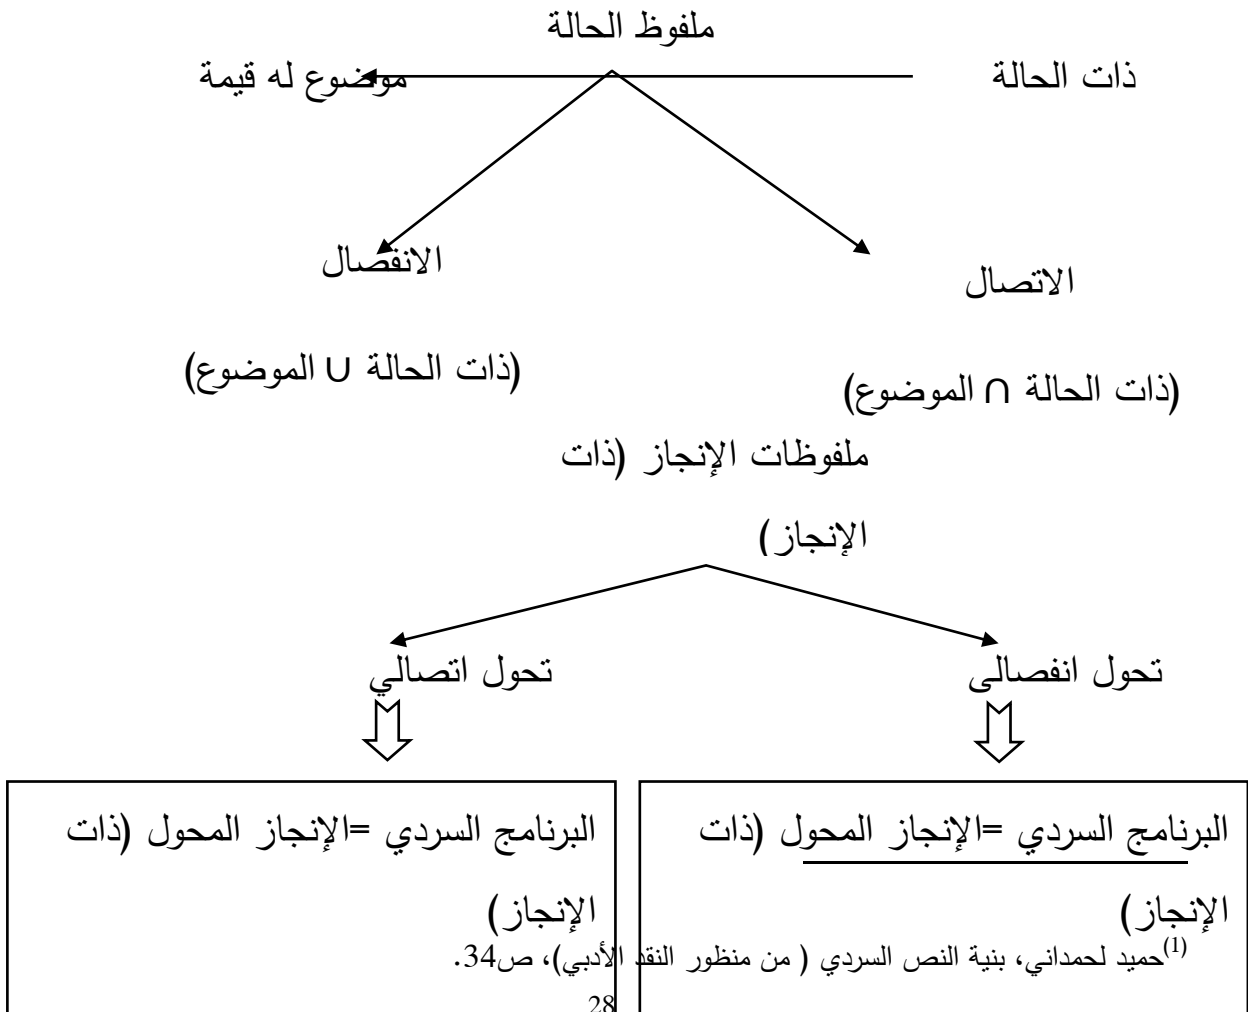 ملفوظ الحالة
ذات الحالة
موضوع له قيمة
الاتصال
الانفصال
(ذات الحالة ∩ الموضوع)
(ذات الحالة ∪ الموضوع)
ملفوظات الإنجاز (ذات
الإنجاز)
تحول انفصالى
تحول اتصالي
البرنامج السردي =الإنجاز المحول (ذات
الإنجاز)
البرنامج السردي =الإنجاز المحول (ذات
الإنجاز)
(1)حميد لحمداني، بنية النص السردي ( من منظور النقد الأدبي)، ص34.
28